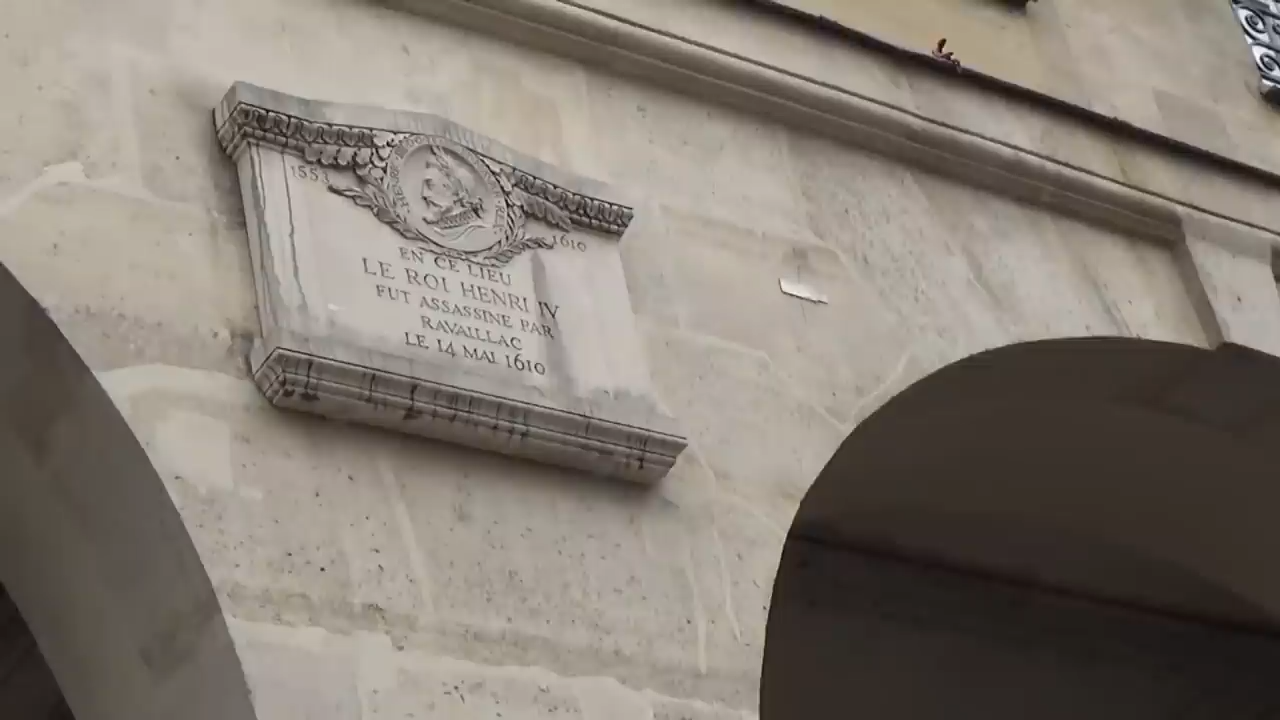 1553
1610
EN CE LIEU
LE ROI HENRI IV
FUT ASSASSINE PAR
RAVAILLAC
LE 14 MAI 1610